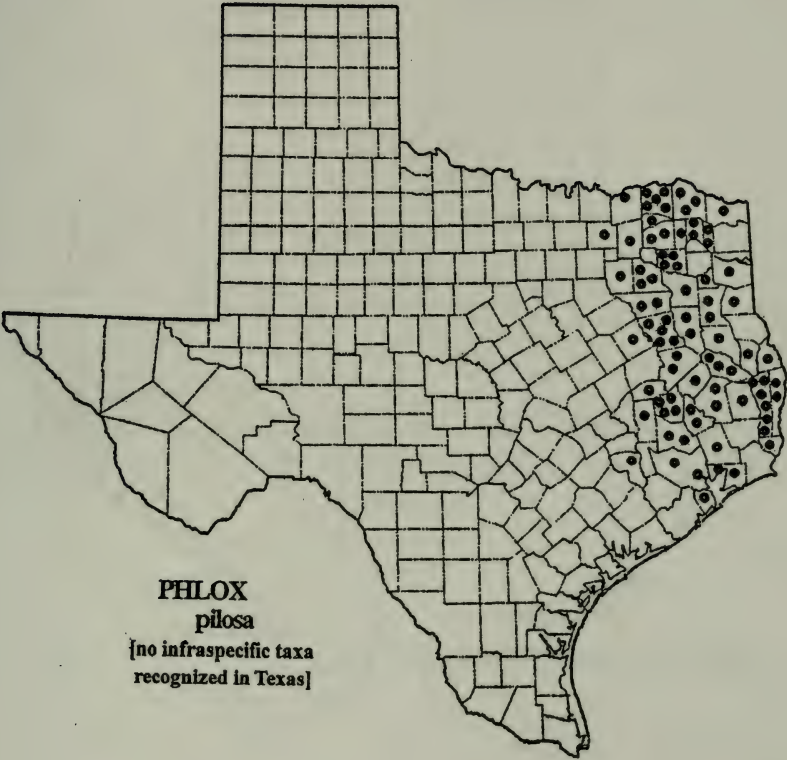 PHLOX
pilosa
[no infraspecific taxa
recognized in Texas]